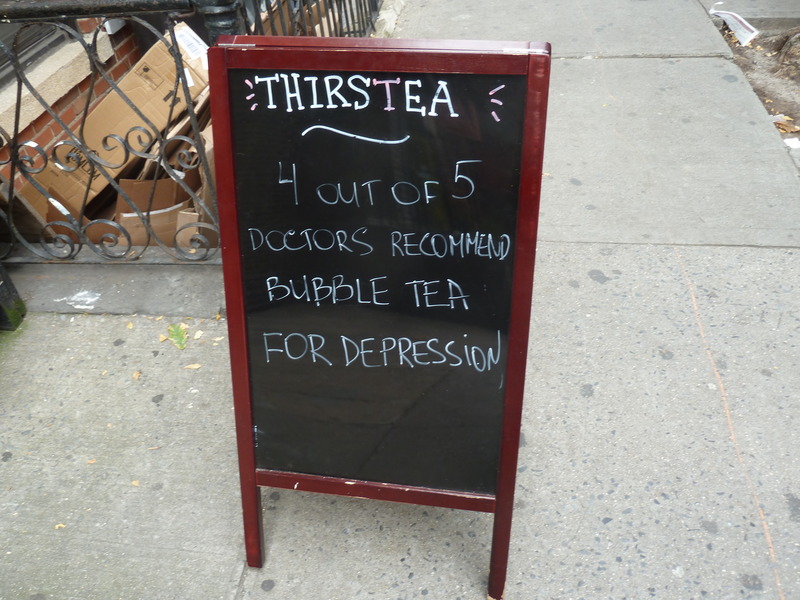 THIRSTEA
4 OUT OF 5
DOCTORS RECOMMEND
BUBBLE TEA
FOR DEPRESSION